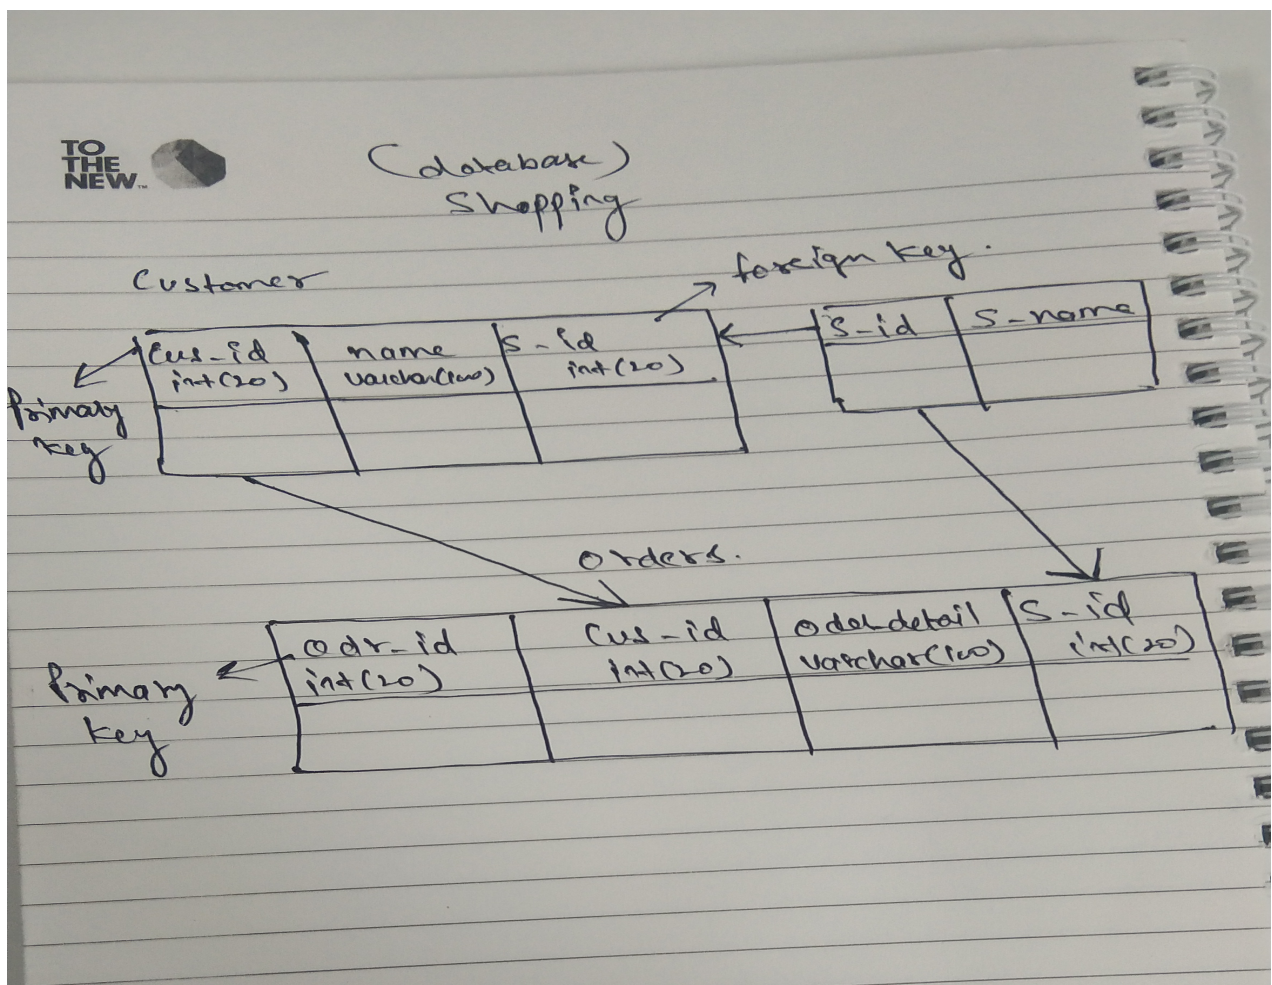 TO
THE
NEW™
(database)
Shopping
foreign key.
Customer
cus-id
int(20)
name
varchar(100)
s-id
int(20)
s-id
s-name
Primary
key
Orders.
odr-id
int(20)
cus-id
int(20)
detail
varchar(100)
s-id
int(20)
Primary
key